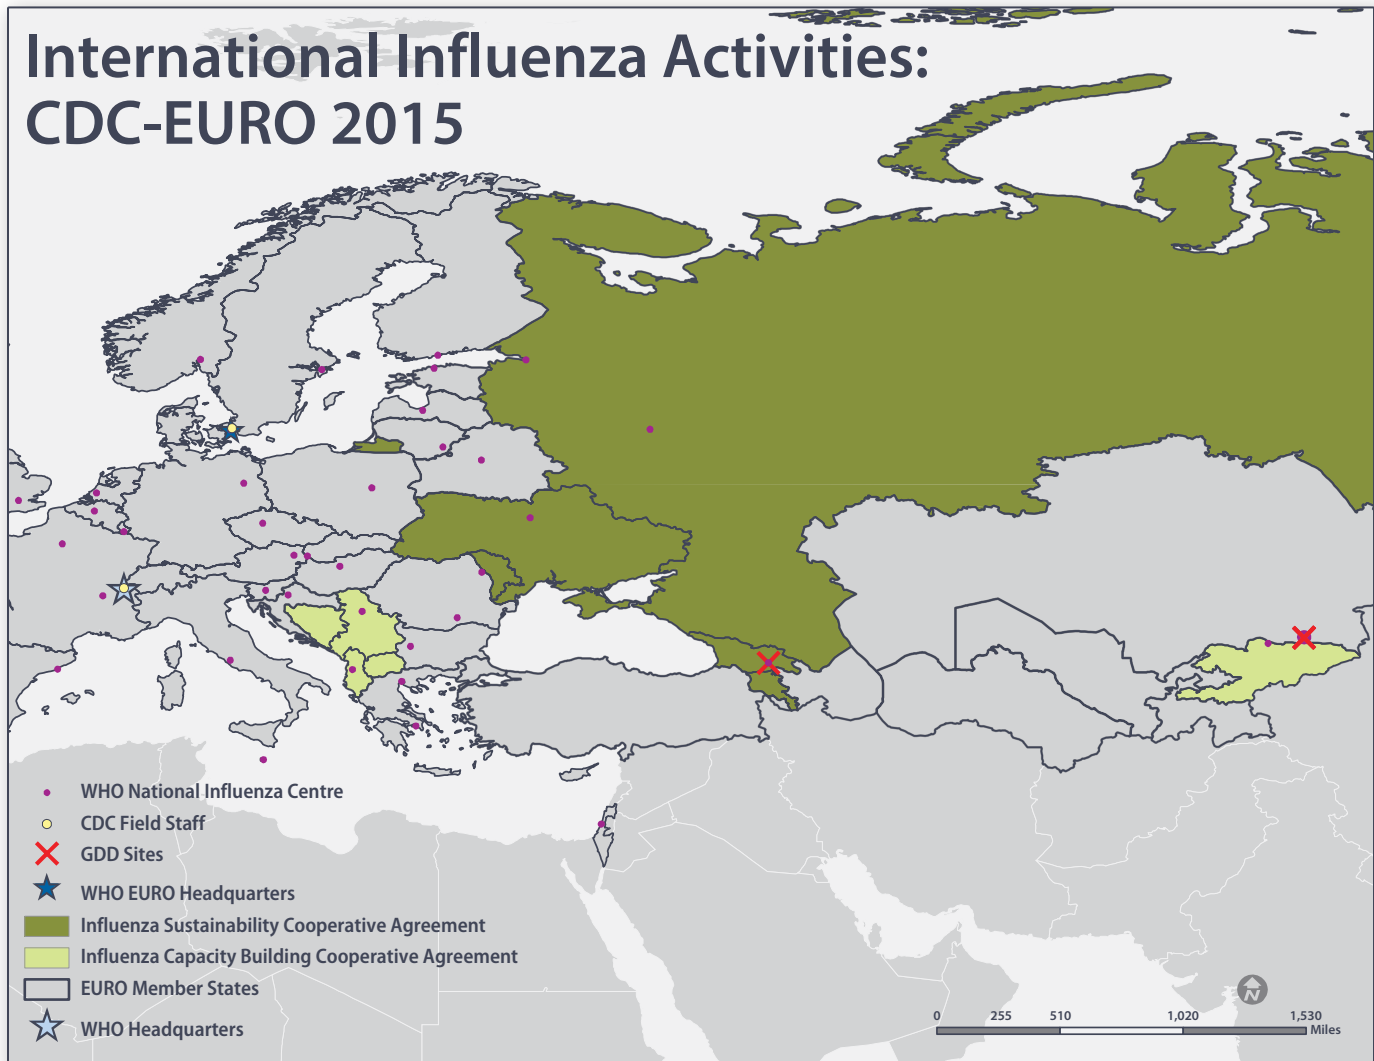 International Influenza Activities:
CDC-EURO 2015
WHO National Influenza Centre
CDC Field Staff
GDD Sites
WHO EURO Headquarters
Influenza Sustainability Cooperative Agreement
Influenza Capacity Building Cooperative Agreement
EURO Member States
WHO Headquarters
N
0 255 510 1,020 1,530
Miles